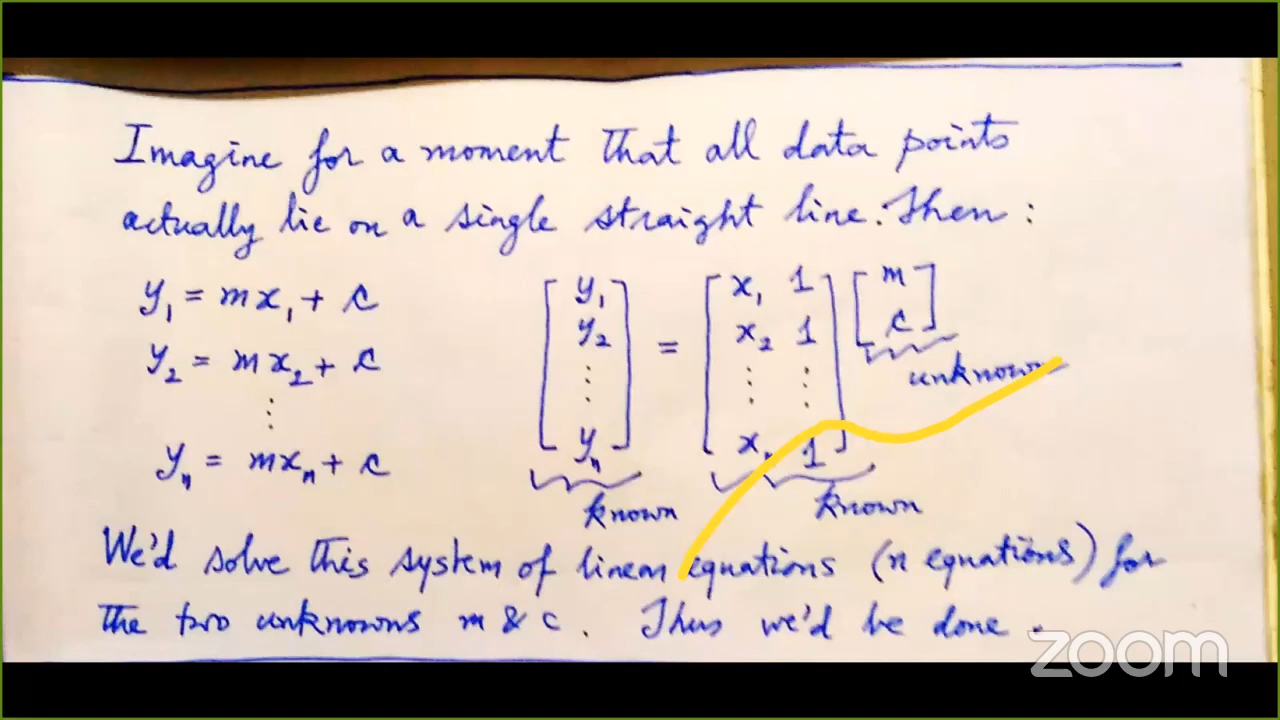 Imagine for a moment that all data points
actually lie on a single straight line. Then :
y₁ = mx₁ + c
y₂ = mx₂ + c
⋮
yₙ = mxₙ + c
[y₁ y₂ ⋮ yₙ] = [x₁ 1 x₂ 1 ⋮ ⋮ xₙ 1] [m c]
unknown
known
known
We'd solve this system of linear equations (n equations) for
the two unknowns m & c. Thus we'd be done.
zoom